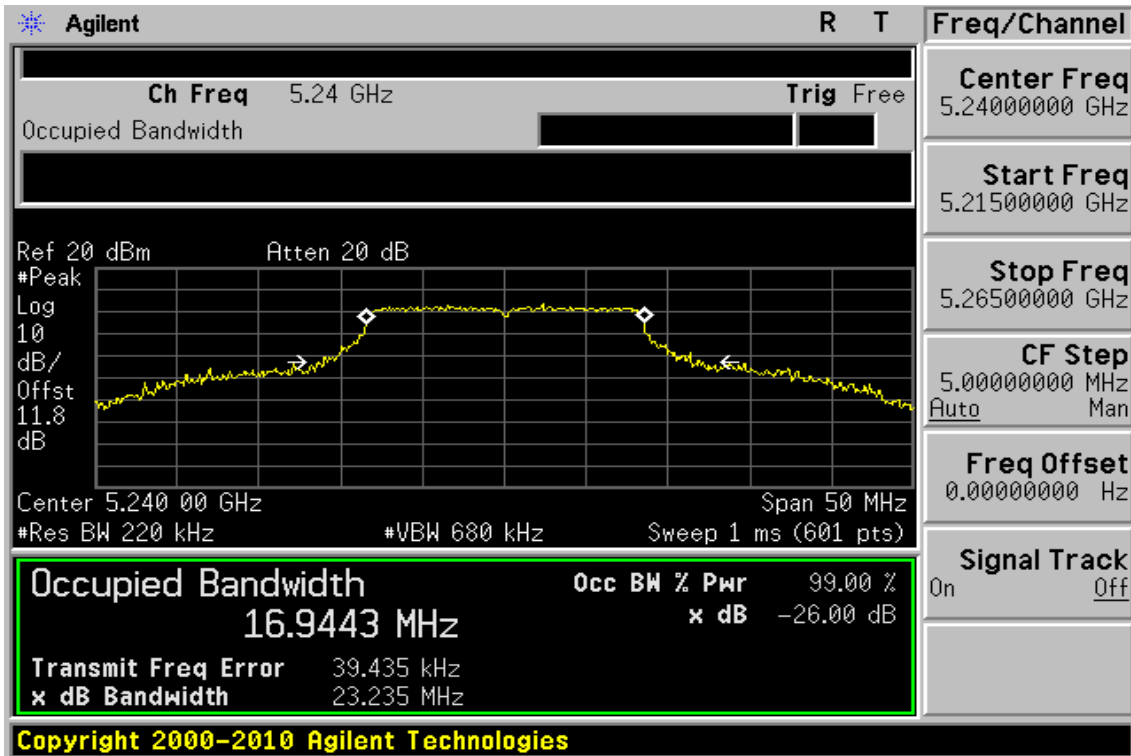 Agilent R T
Ch Freq 5.24 GHz Trig Free
Occupied Bandwidth
Ref 20 dBm Atten 20 dB
#Peak
Log
10
dB/
Offst
11.8
dB
Center 5.240 00 GHz Span 50 MHz
#Res BW 220 kHz #VBW 680 kHz Sweep 1 ms (601 pts)
Occupied Bandwidth
16.9443 MHz
Occ BW % Pwr 99.00 %
x dB -26.00 dB
Transmit Freq Error 39.435 kHz
x dB Bandwidth 23.235 MHz
Copyright 2000-2010 Agilent Technologies
Freq/Channel
Center Freq
5.24000000 GHz
Start Freq
5.21500000 GHz
Stop Freq
5.26500000 GHz
CF Step
5.00000000 MHz
Auto Man
Freq Offset
0.00000000 Hz
Signal Track
On Off